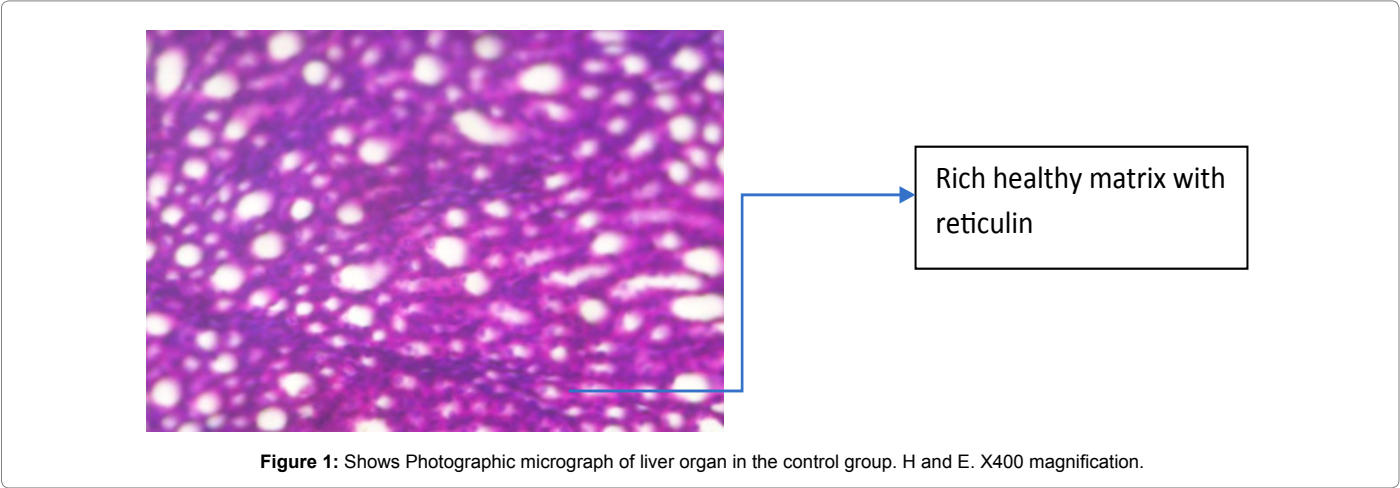 Rich healthy matrix with
reticulin
Figure 1: Shows Photographic micrograph of liver organ in the control group. H and E. X400 magnification.